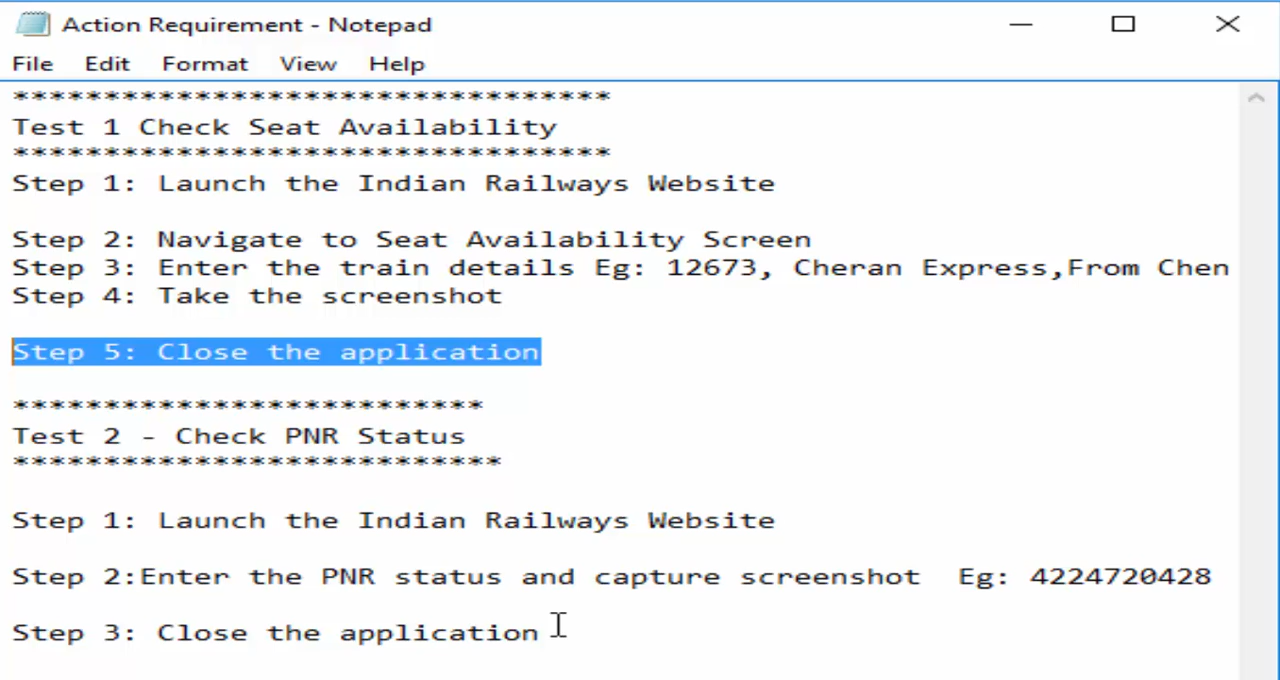 Action Requirement - Notepad
File Edit Format View Help
*********************************
Test 1 Check Seat Availability
*********************************
Step 1: Launch the Indian Railways Website
Step 2: Navigate to Seat Availability Screen
Step 3: Enter the train details Eg: 12673, Cheran Express,From Chen
Step 4: Take the screenshot
Step 5: Close the application
**************************
Test 2 - Check PNR Status
***************************
Step 1: Launch the Indian Railways Website
Step 2:Enter the PNR status and capture screenshot  Eg: 4224720428
Step 3: Close the application